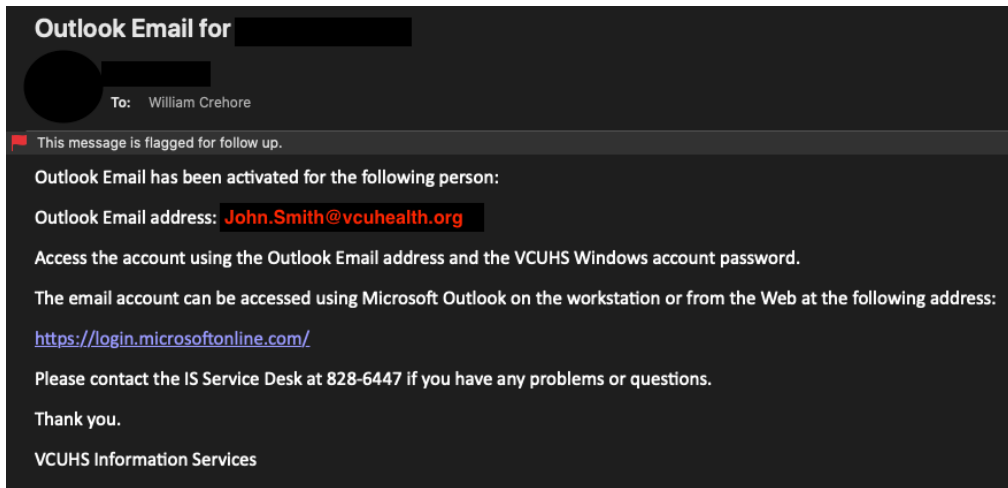 Outlook Email for
To: William Crehore
This message is flagged for follow up.
Outlook Email has been activated for the following person:
Outlook Email address: John.Smith@vcuhealth.org
Access the account using the Outlook Email address and the VCUHS Windows account password.
The email account can be accessed using Microsoft Outlook on the workstation or from the Web at the following address:
https://login.microsoftonline.com/
Please contact the IS Service Desk at 828-6447 if you have any problems or questions.
Thank you.
VCUHS Information Services